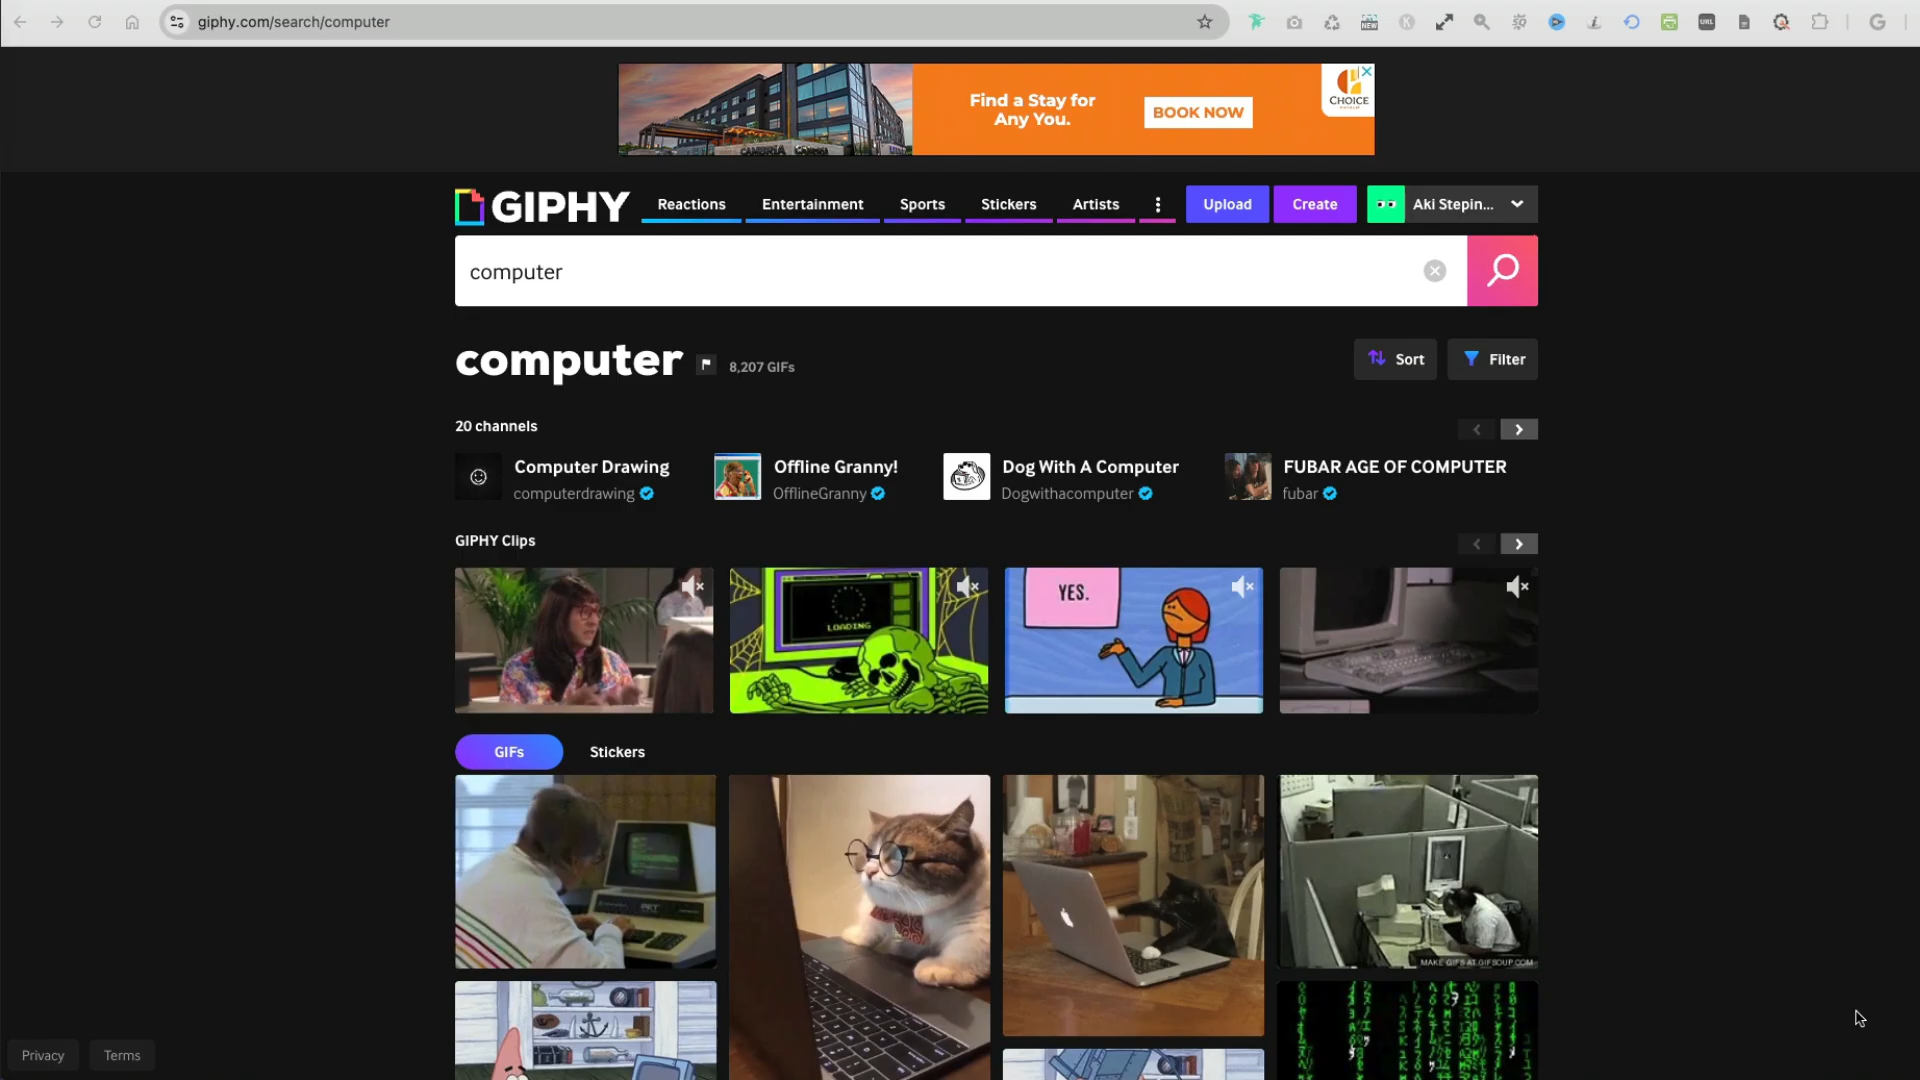 giphy.com/search/computer
Find a Stay for
Any You.
BOOK NOW
CHOICE
GIPHY
Reactions
Entertainment
Sports
Stickers
Artists
Upload
Create
Aki Stepin...
computer
computer
8,207 GIFs
Sort
Filter
20 channels
Computer Drawing
computerdrawing
Offline Granny!
OfflineGranny
Dog With A Computer
Dogwithacomputer
FUBAR AGE OF COMPUTER
fubar
GIPHY Clips
LOADING
YES.
GIFs
Stickers
MAKE GIFS AT GIFSOUP.COM
Privacy
Terms